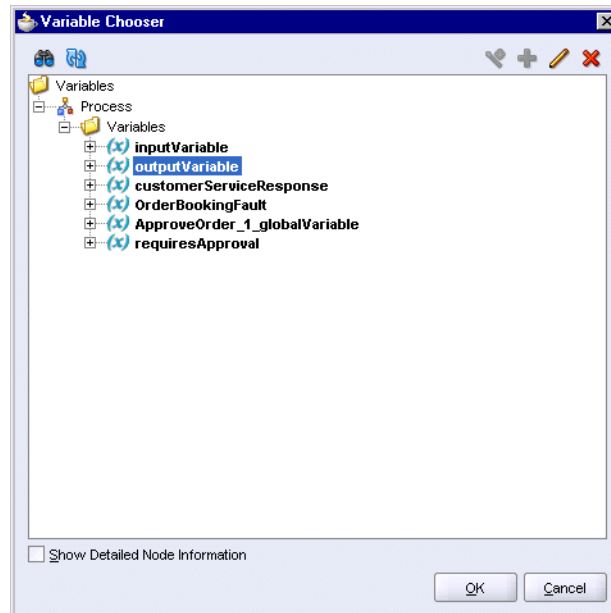 Variable Chooser
Variables
Process
Variables
(x) inputVariable
(x) outputVariable
(x) customerServiceResponse
(x) OrderBookingFault
(x) ApproveOrder_1_globalVariable
(x) requiresApproval
Show Detailed Node Information
OK Cancel